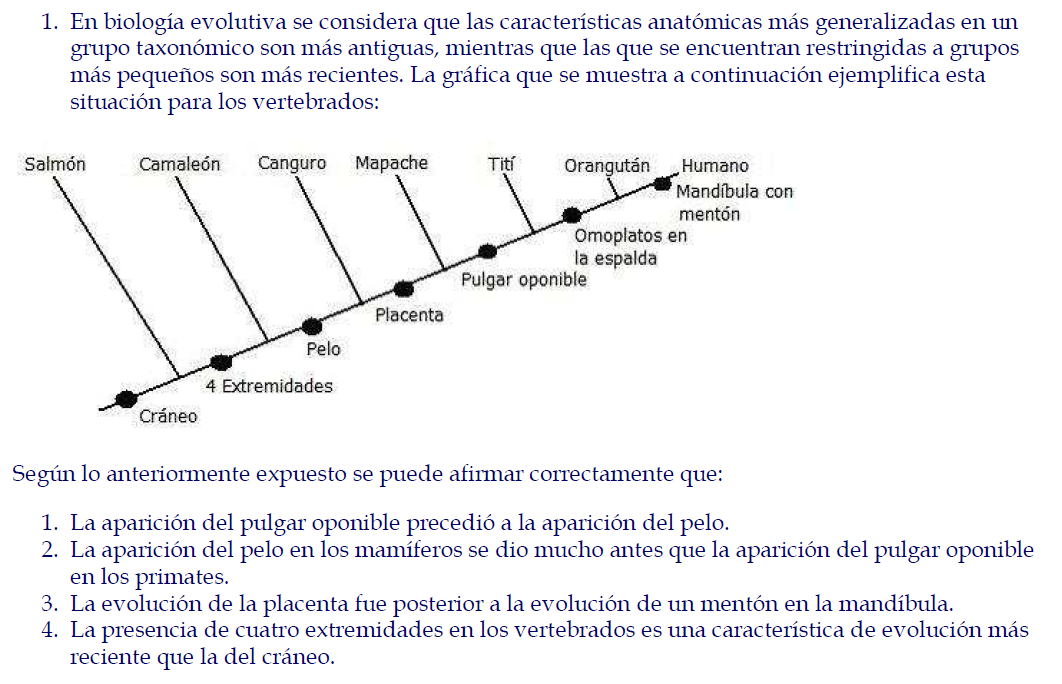 1. En biología evolutiva se considera que las características anatómicas más generalizadas en un
grupo taxonómico son más antiguas, mientras que las que se encuentran restringidas a grupos
más pequeños son más recientes. La gráfica que se muestra a continuación ejemplifica esta
situación para los vertebrados:
Salmón Camaleón Canguro Mapache Tití Orangután Humano
Mandíbula con
mentón
Omoplatos en
la espalda
Pulgar oponible
Placenta
Pelo
4 Extremidades
Cráneo
Según lo anteriormente expuesto se puede afirmar correctamente que:
1. La aparición del pulgar oponible precedió a la aparición del pelo.
2. La aparición del pelo en los mamíferos se dio mucho antes que la aparición del pulgar oponible
en los primates.
3. La evolución de la placenta fue posterior a la evolución de un mentón en la mandíbula.
4. La presencia de cuatro extremidades en los vertebrados es una característica de evolución más
reciente que la del cráneo.